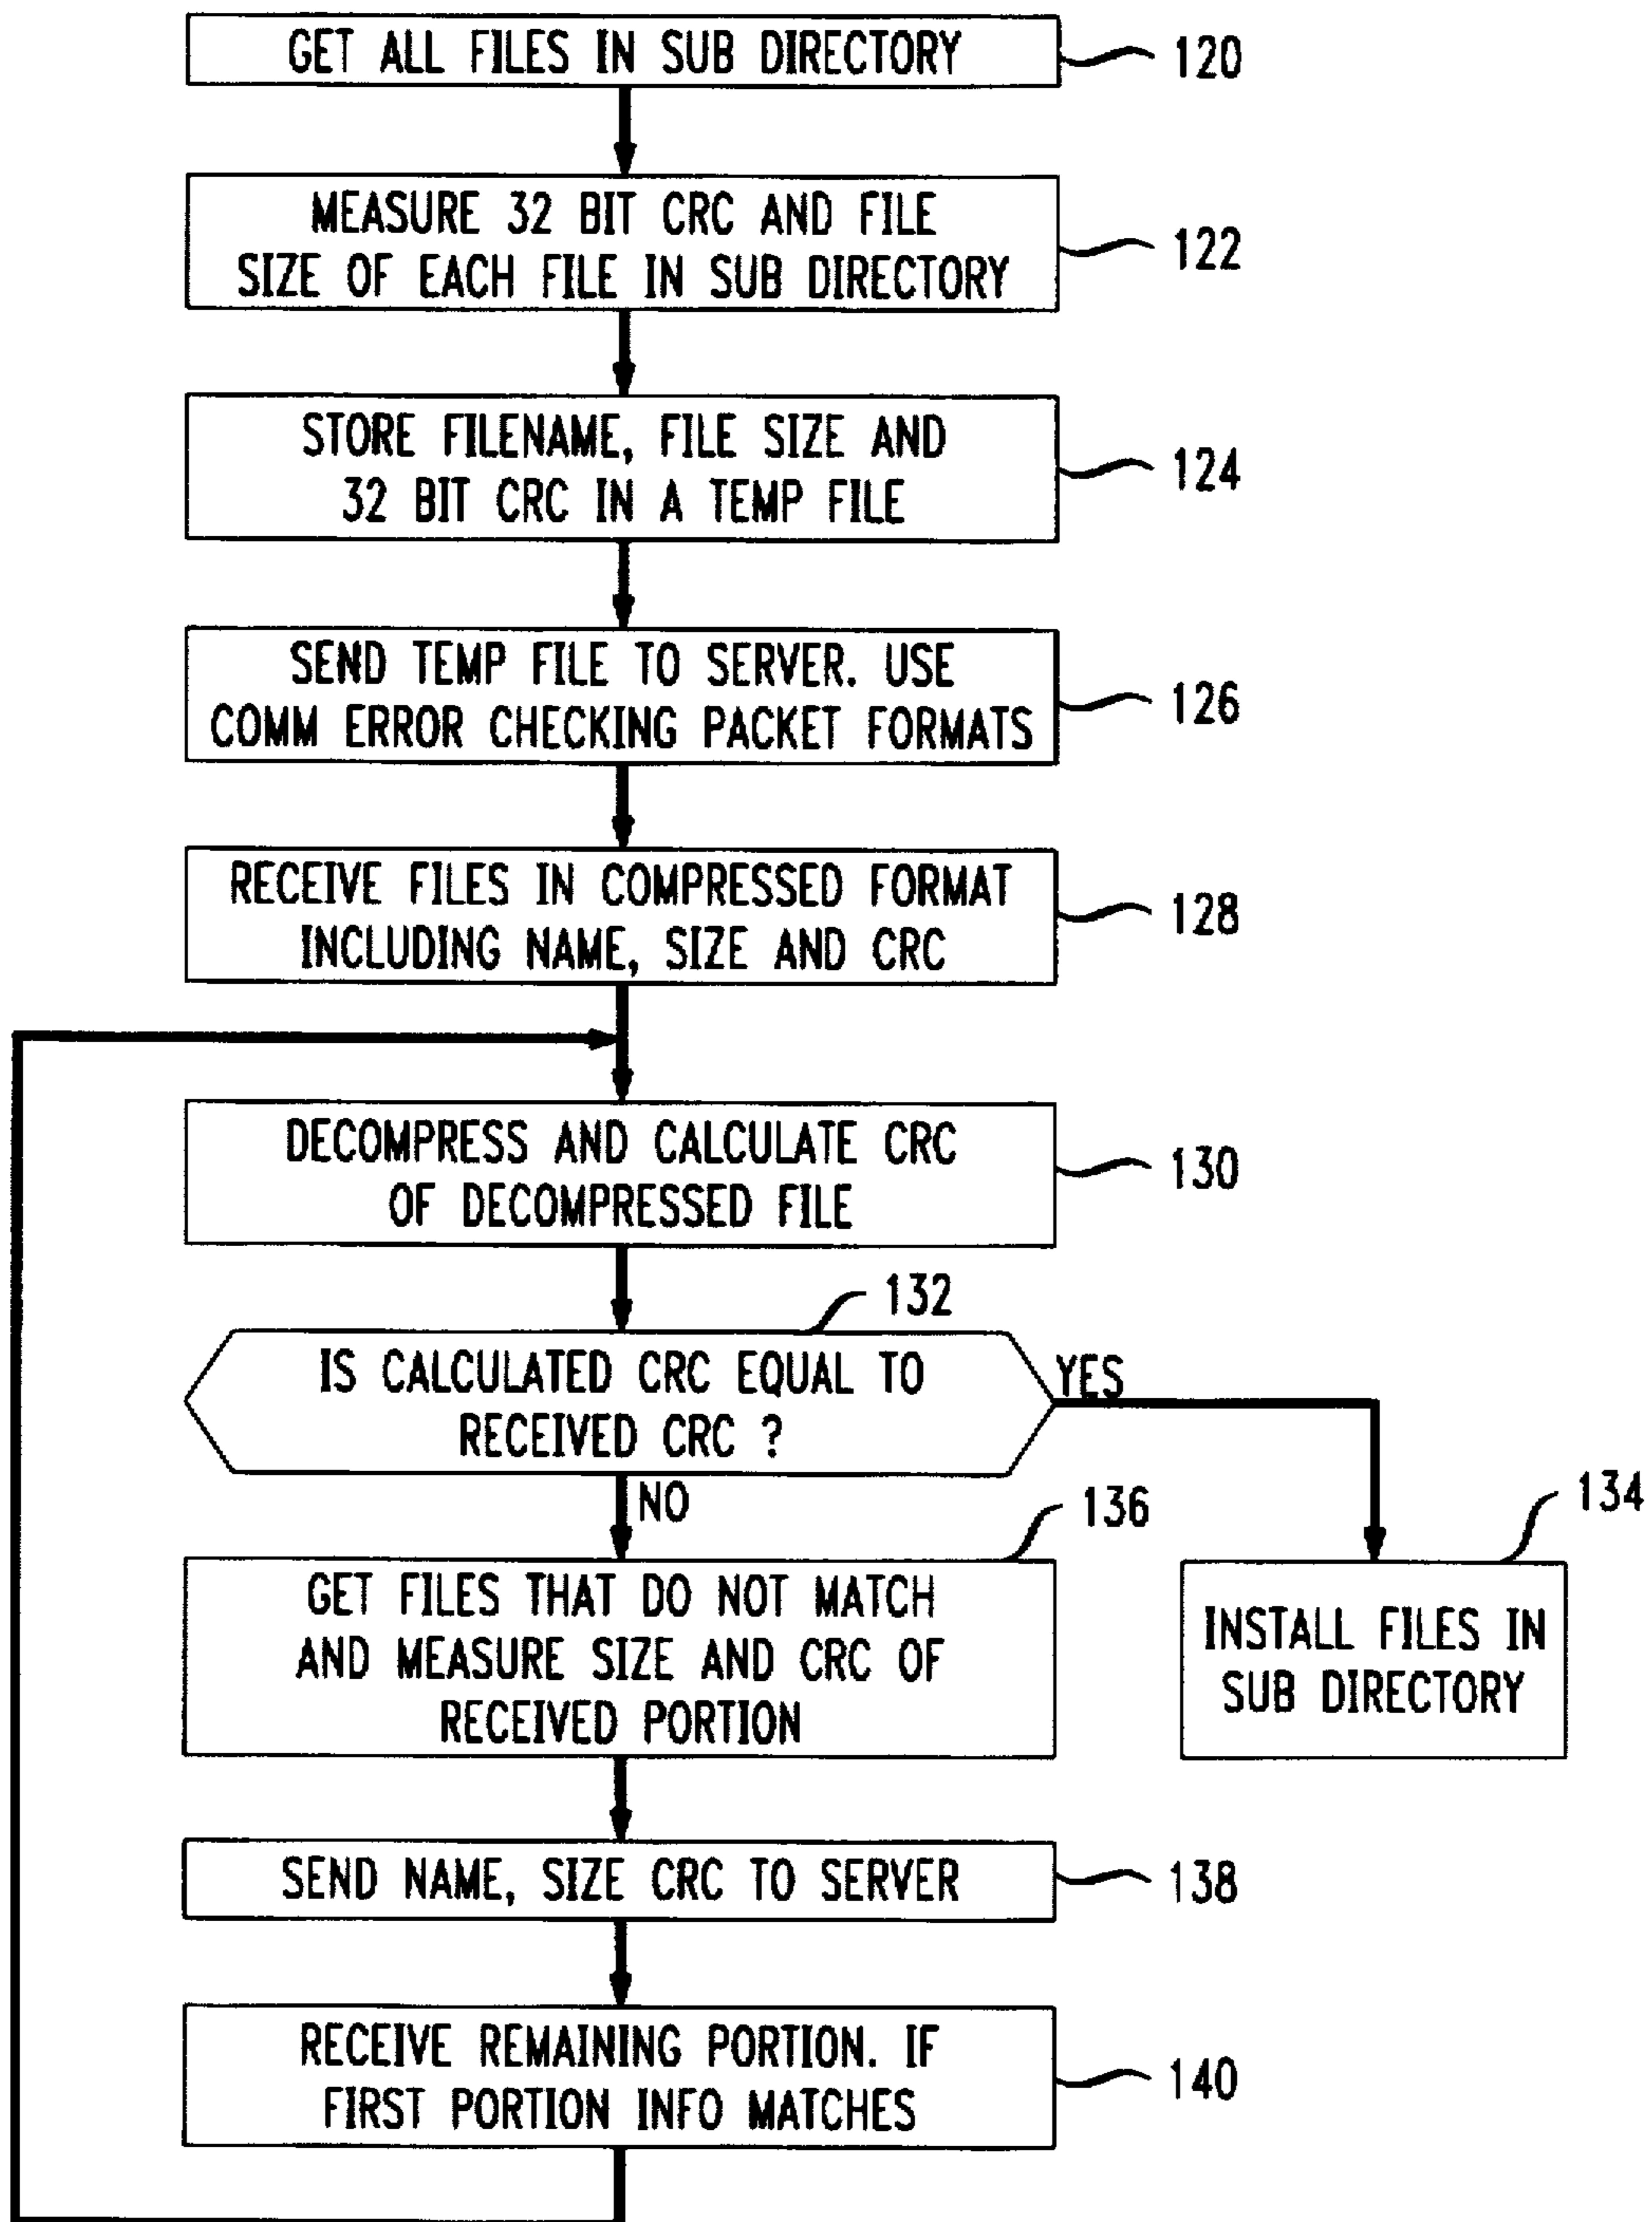 GET ALL FILES IN SUB DIRECTORY
120
MEASURE 32 BIT CRC AND FILE
SIZE OF EACH FILE IN SUB DIRECTORY
122
STORE FILENAME, FILE SIZE AND
32 BIT CRC IN A TEMP FILE
124
SEND TEMP FILE TO SERVER. USE
COMM ERROR CHECKING PACKET FORMATS
126
RECEIVE FILES IN COMPRESSED FORMAT
INCLUDING NAME, SIZE AND CRC
128
DECOMPRESS AND CALCULATE CRC
OF DECOMPRESSED FILE
130
132
IS CALCULATED CRC EQUAL TO
RECEIVED CRC ?
YES
NO
136
134
GET FILES THAT DO NOT MATCH
AND MEASURE SIZE AND CRC OF
RECEIVED PORTION
INSTALL FILES IN
SUB DIRECTORY
SEND NAME, SIZE CRC TO SERVER
138
RECEIVE REMAINING PORTION. IF
FIRST PORTION INFO MATCHES
140